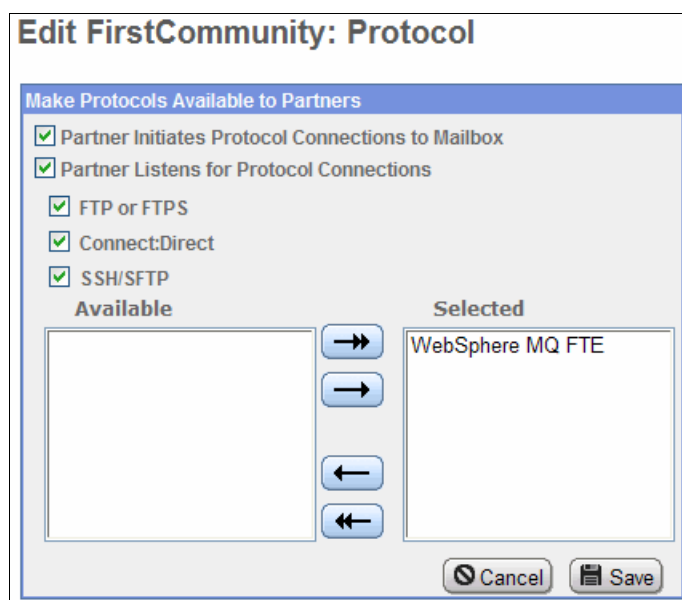 Edit FirstCommunity: Protocol
Make Protocols Available to Partners
Partner Initiates Protocol Connections to Mailbox
Partner Listens for Protocol Connections
FTP or FTPS
Connect:Direct
SSH/SFTP
Available Selected
WebSphere MQ FTE
Cancel Save